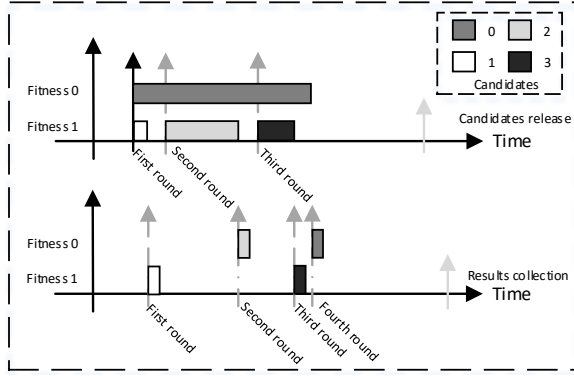 0 2
1 3
Candidates
Fitness 0
Fitness 1
Candidates release
Time
First round
Second round
Third round
Fitness 0
Fitness 1
Results collection
Time
First round
Second round
Third round
Fourth round